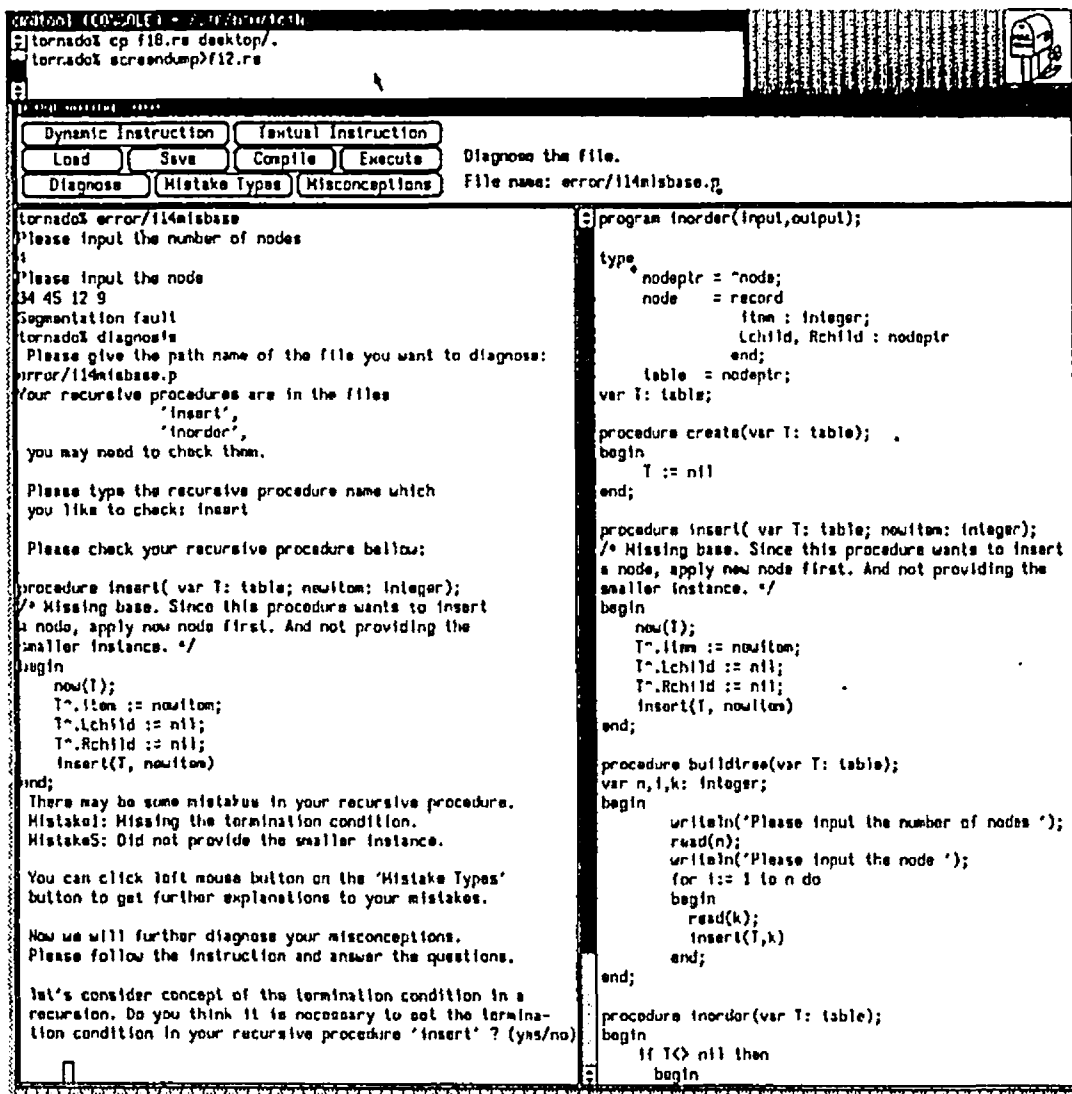 cmdtool (CONSOLE) - /
tornado% cp f18.rs desktop/.
tornado% screendump>f12.rs
Dynamic Instruction
Textual Instruction
Load
Save
Compile
Execute
Diagnose
Mistake Types
Misconceptions
Diagnose the file.
File name: error/i14misbase.p
tornado% error/i14misbase
Please input the number of nodes
4
Please input the node
34 45 12 9
Segmentation fault
tornado% diagnosis
Please give the path name of the file you want to diagnose:
error/i14misbase.p
Your recursive procedures are in the files
'insert',
'inorder',
you may need to check them.
Please type the recursive procedure name which
you like to check: insert
Please check your recursive procedure bellow:
procedure insert( var T: table; newitem: integer);
/* Missing base. Since this procedure wants to insert
a node, apply new node first. And not providing the
smaller instance. */
begin
new(T);
T^.item := newitem;
T^.Lchild := nil;
T^.Rchild := nil;
insert(T, newitem)
end;
There may be some mistakes in your recursive procedure.
Mistake1: Missing the termination condition.
Mistake5: Did not provide the smaller instance.
You can click left mouse button on the 'Mistake Types'
button to get further explanations to your mistakes.
Now we will further diagnose your misconceptions.
Please follow the instruction and answer the questions.
let's consider concept of the termination condition in a
recursion. Do you think it is necessary to set the termina-
tion condition in your recursive procedure 'insert' ? (yes/no)
program inorder(input,output);
type
nodeptr = ^node;
node = record
item : integer;
Lchild, Rchild : nodeptr
end;
table = nodeptr;
var T: table;
procedure create(var T: table);
begin
T := nil
end;
procedure insert( var T: table; newitem: integer);
/* Missing base. Since this procedure wants to insert
a node, apply new node first. And not providing the
smaller instance. */
begin
new(T);
T^.item := newitem;
T^.Lchild := nil;
T^.Rchild := nil;
insert(T, newitem)
end;
procedure buildtree(var T: table);
var n,i,k: integer;
begin
writeln('Please input the number of nodes ');
read(n);
writeln('Please input the node ');
for i:= 1 to n do
begin
read(k);
insert(T,k)
end;
end;
procedure inorder(var T: table);
begin
if T<> nil then
begin